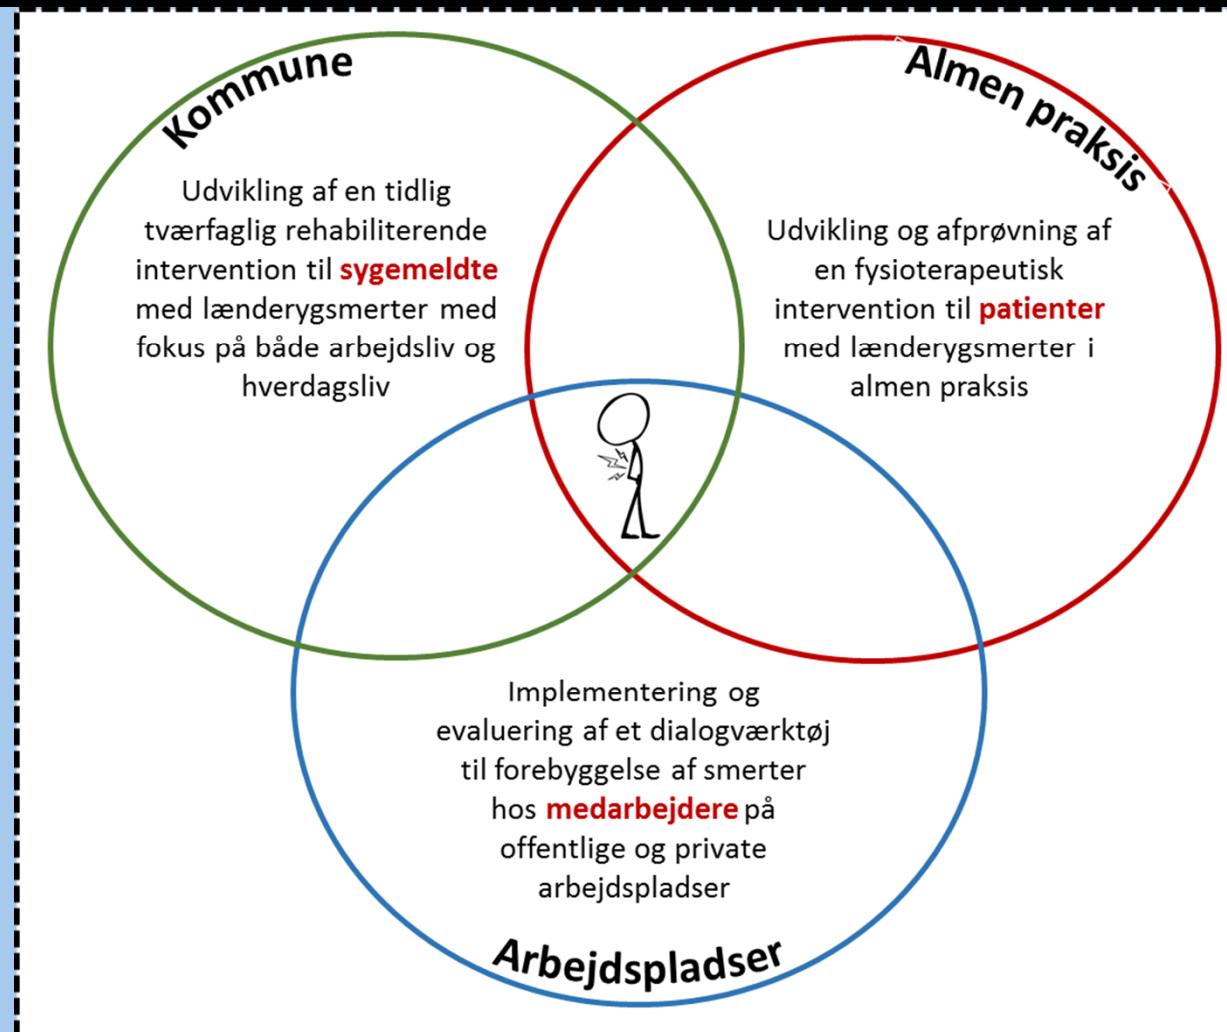 Kommune
Udvikling af en tidlig
tværfaglig rehabiliterende
intervention til sygemeldte
med lænderygsmerter med
fokus på både arbejdsliv og
hverdagsliv
Almen praksis
Udvikling og afprøvning af
en fysioterapeutisk
intervention til patienter
med lænderygsmerter i
almen praksis
Implementering og
evaluering af et dialogværktøj
til forebyggelse af smerter
hos medarbejdere på
offentlige og private
arbejdspladser
Arbejdspladser